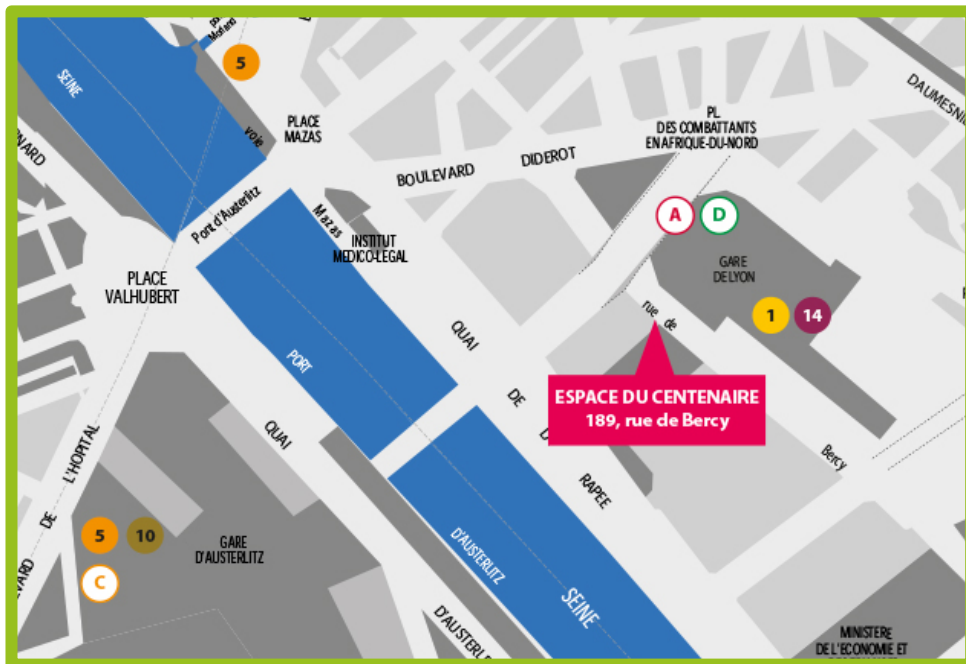 SEINE
Morland
5
voie
PLACE
MAZAS
DAUMESNIL
PL.
DES COMBATTANTS
EN AFRIQUE-DU-NORD
BOULEVARD
DIDEROT
Pont d'Austerlitz
Mazas
INSTITUT
MEDICO-LEGAL
A
D
GARE
DE LYON
1
14
PLACE
VALHUBERT
rue de
Bercy
QUAI
DE
RAPEE
ESPACE DU CENTENAIRE
189, rue de Bercy
PORT
D'AUSTERLITZ
SEINE
QUAI
L'HOPITAL
DE
5
10
C
GARE
D'AUSTERLITZ
MINISTERE
DE L'ECONOMIE ET